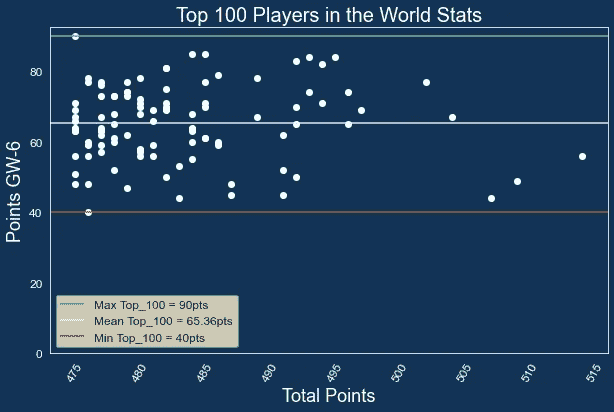 Top 100 Players in the World Stats
Points GW-6
80
60
40
20
0
Max Top_100 = 90pts
Mean Top_100 = 65.36pts
Min Top_100 = 40pts
475 480 485 490 495 500 505 510 515
Total Points